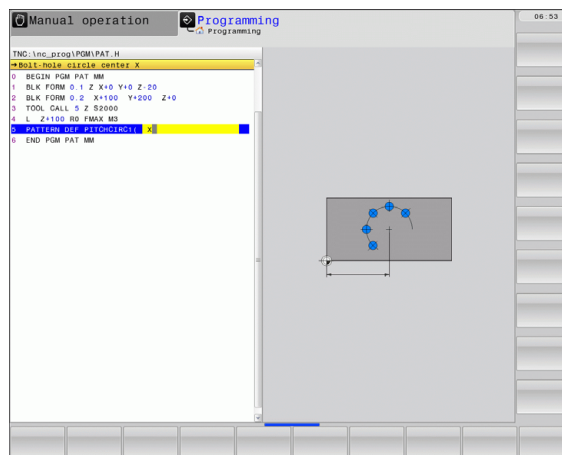 Manual operation
Programming
Programming
06:53
TNC:\nc_prog\PGM\PAT.H
→Bolt-hole circle center X
0 BEGIN PGM PAT MM
1 BLK FORM 0.1 Z X+0 Y+0 Z-20
2 BLK FORM 0.2 X+100 Y+200 Z+0
3 TOOL CALL 5 Z S2000
4 L Z+100 R0 FMAX M3
5 PATTERN DEF PITCHCIRC1( X
6 END PGM PAT MM